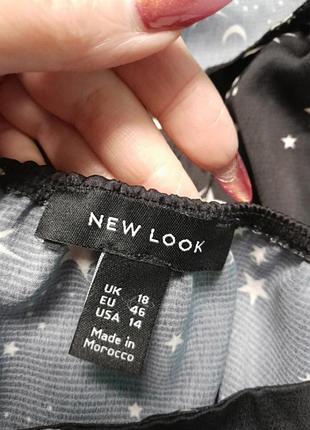 NEW LOOK
UK 18
EU 46
USA 14
Made in
Morocco